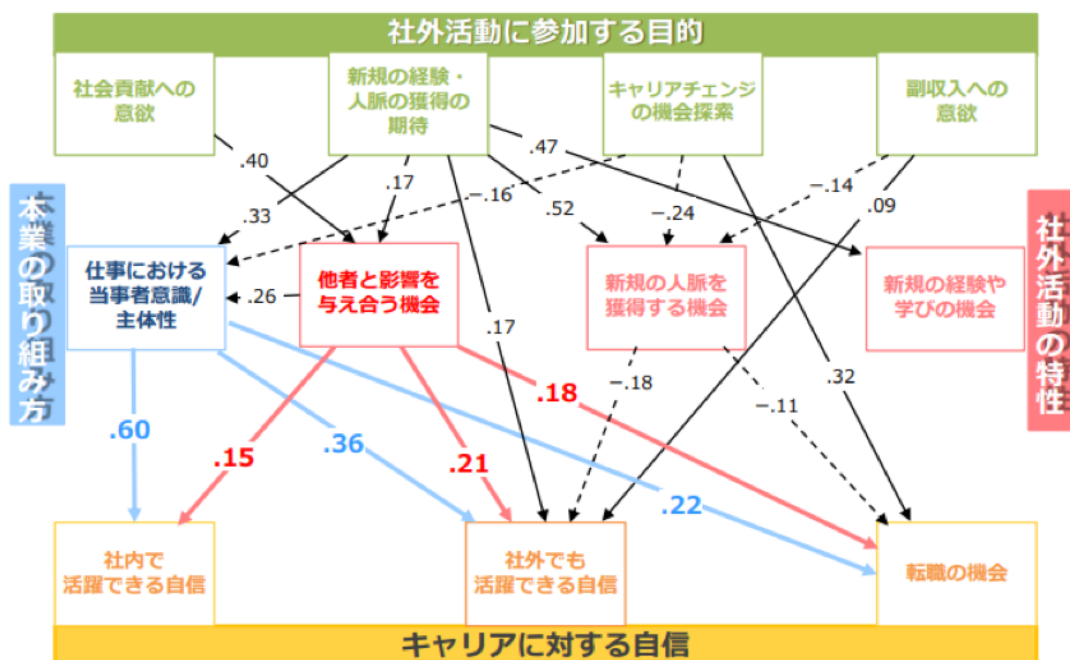 社外活動に参加する目的
社会貢献への
意欲
新規の経験・
人脈の獲得の
期待
キャリアチェンジ
の機会探索
副収入への
意欲
.40
.33
.17
−.16
.52
.47
−.24
−.14
.09
本業の取り組み方
仕事における
当事者意識/
主体性
.26
他者と影響を
与え合う機会
新規の人脈を
獲得する機会
新規の経験や
学びの機会
社外活動の特性
.17
.60
.15
.36
.21
.18
−.18
−.11
.32
.22
社内で
活躍できる自信
社外でも
活躍できる自信
転職の機会
キャリアに対する自信